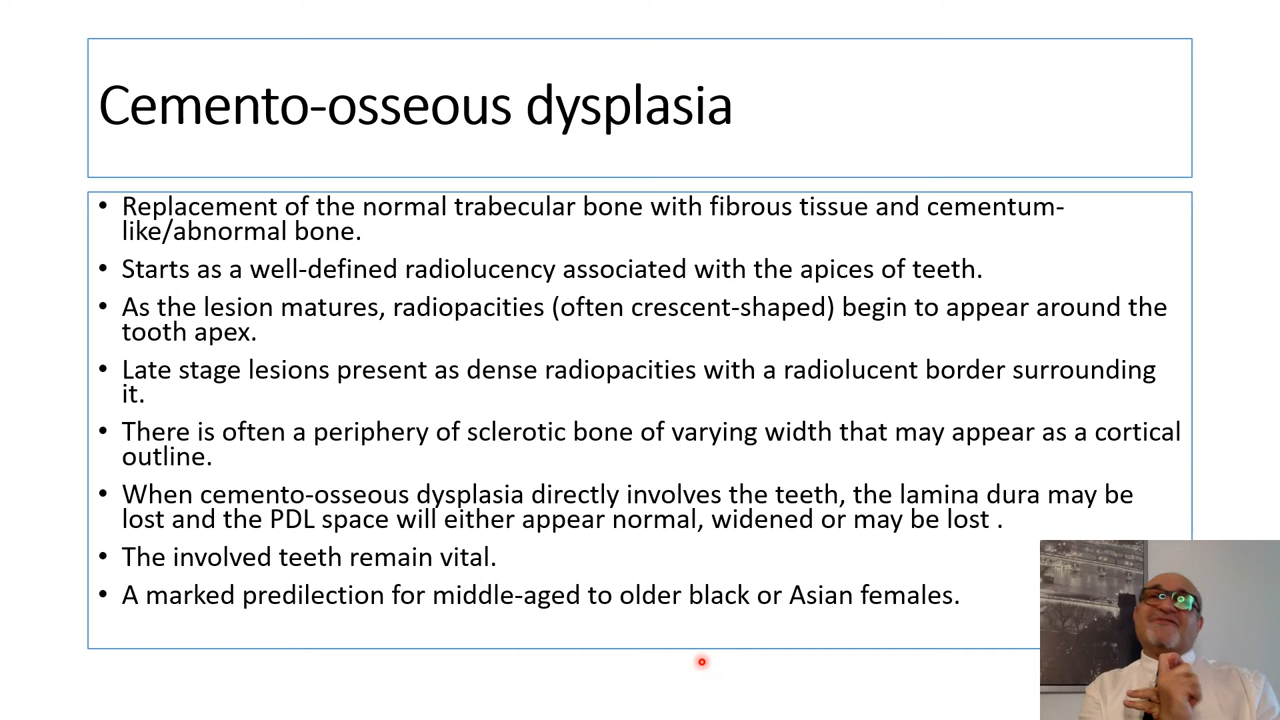 Cemento-osseous dysplasia
• Replacement of the normal trabecular bone with fibrous tissue and cementum-
like/abnormal bone.
• Starts as a well-defined radiolucency associated with the apices of teeth.
• As the lesion matures, radiopacities (often crescent-shaped) begin to appear around the
tooth apex.
• Late stage lesions present as dense radiopacities with a radiolucent border surrounding
it.
• There is often a periphery of sclerotic bone of varying width that may appear as a cortical
outline.
• When cemento-osseous dysplasia directly involves the teeth, the lamina dura may be
lost and the PDL space will either appear normal, widened or may be lost .
• The involved teeth remain vital.
• A marked predilection for middle-aged to older black or Asian females.